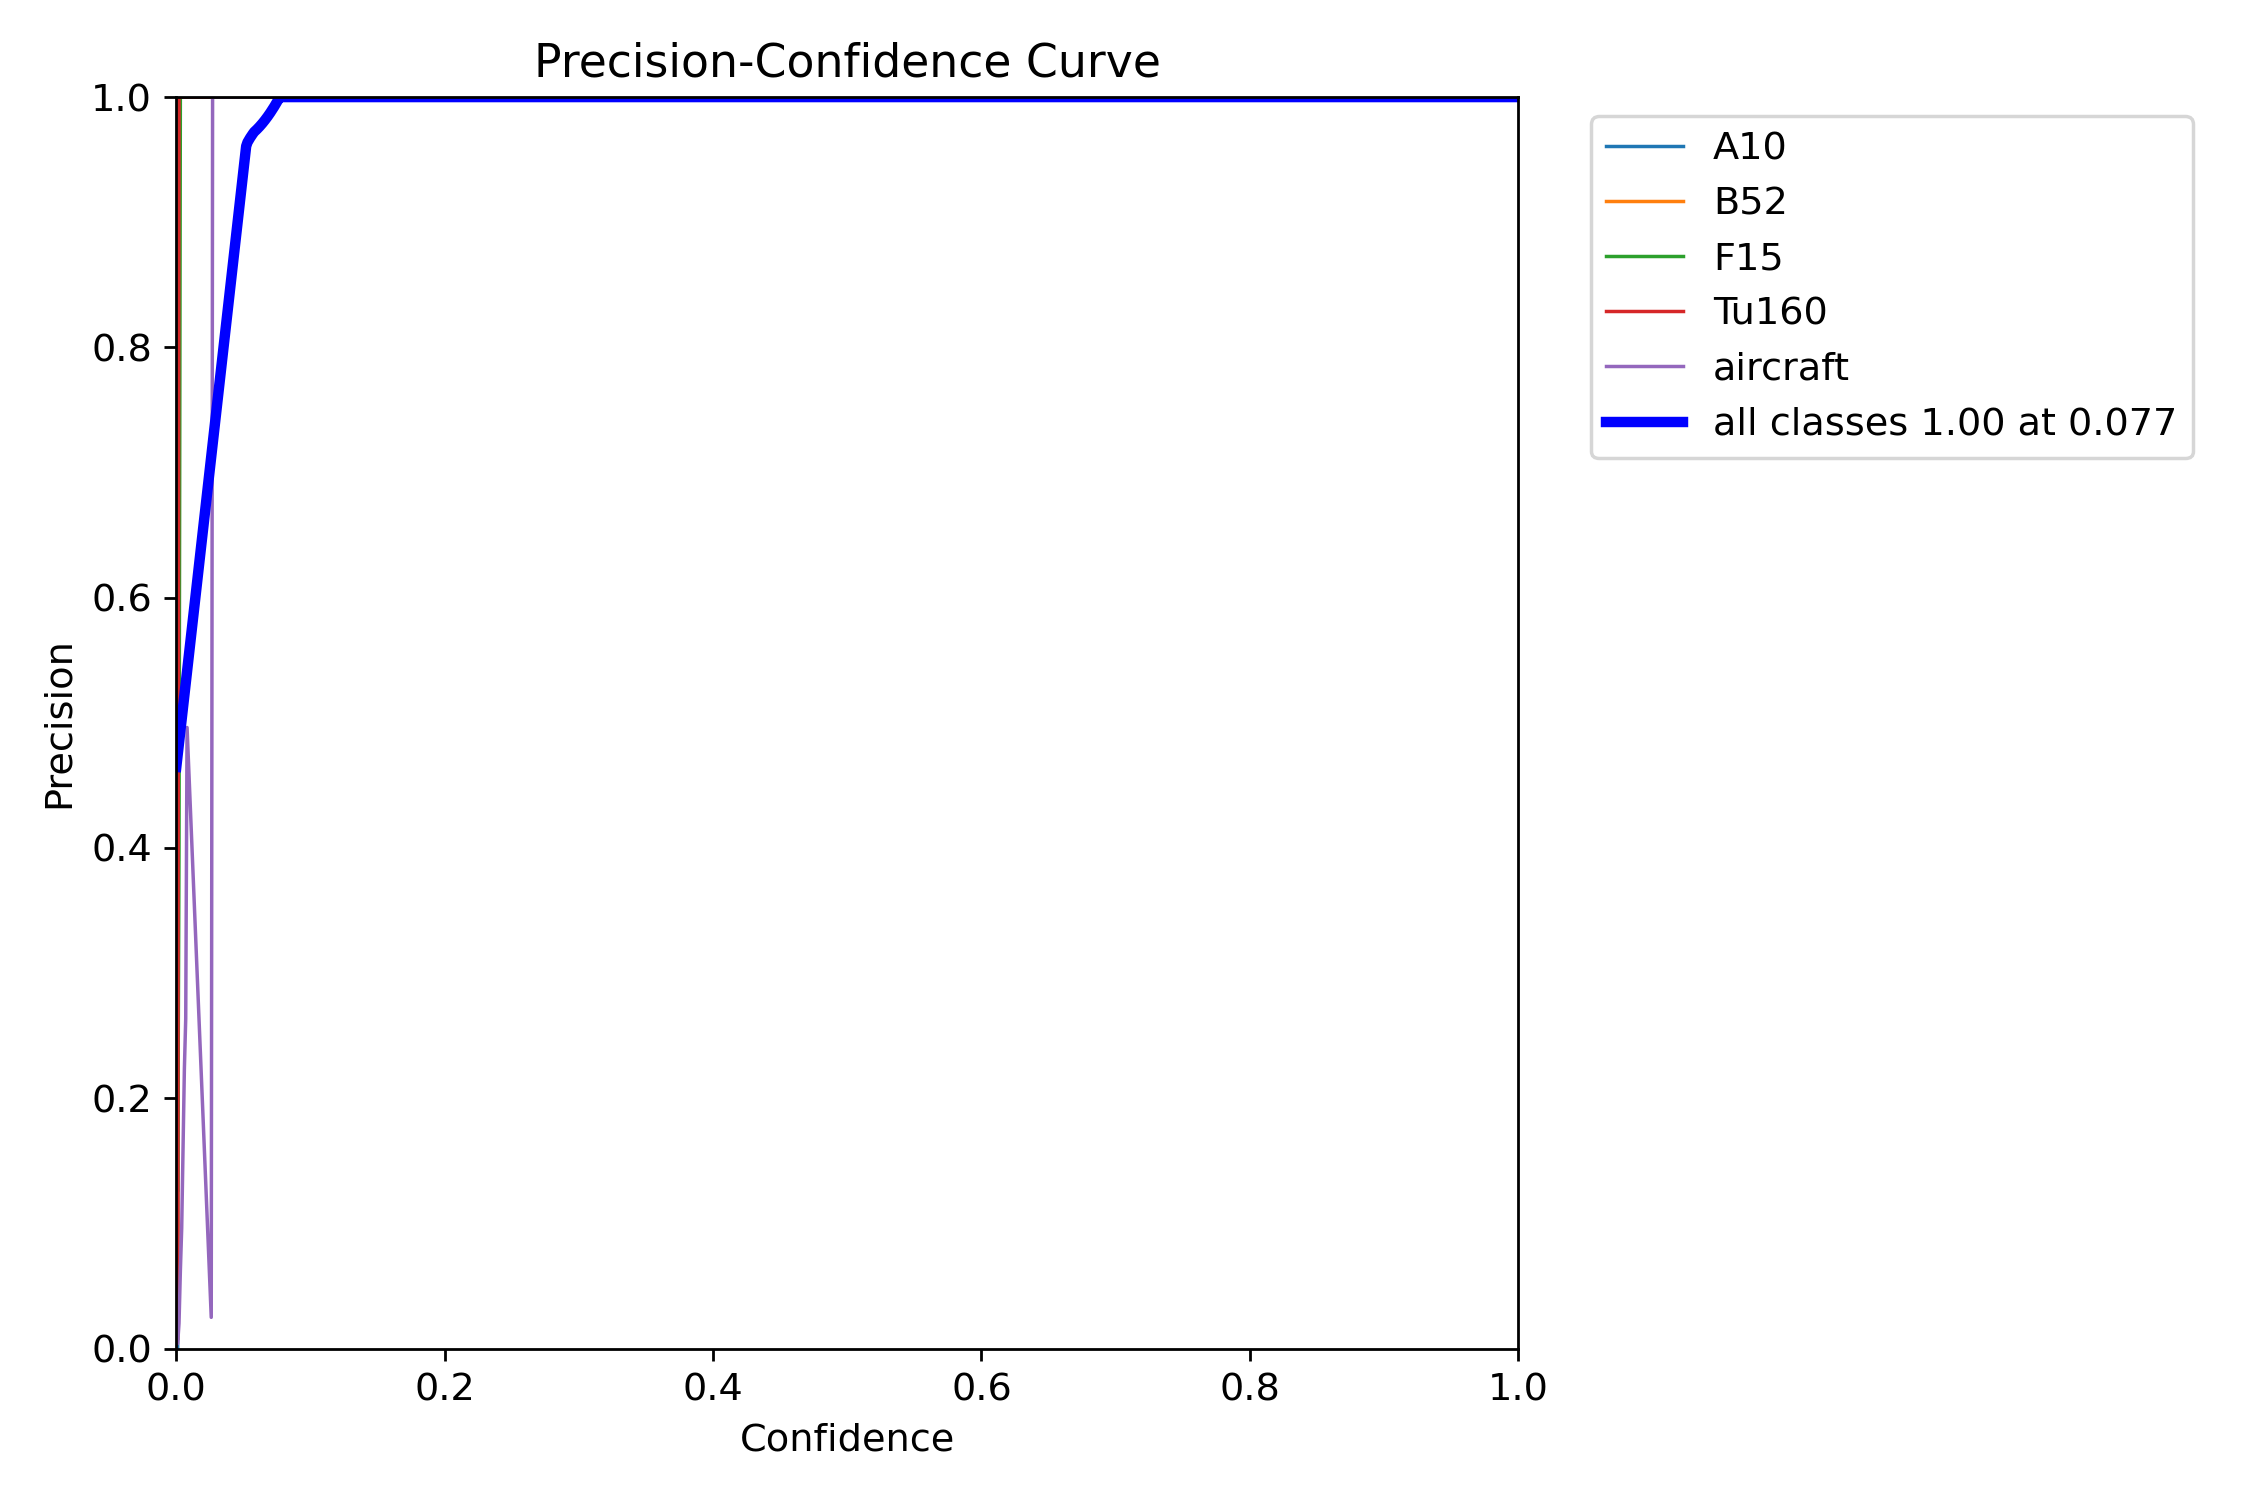 Precision-Confidence Curve
1.0
0.8
0.6
0.4
0.2
0.0
Precision
0.0 0.2 0.4 0.6 0.8 1.0
Confidence
A10
B52
F15
Tu160
aircraft
all classes 1.00 at 0.077